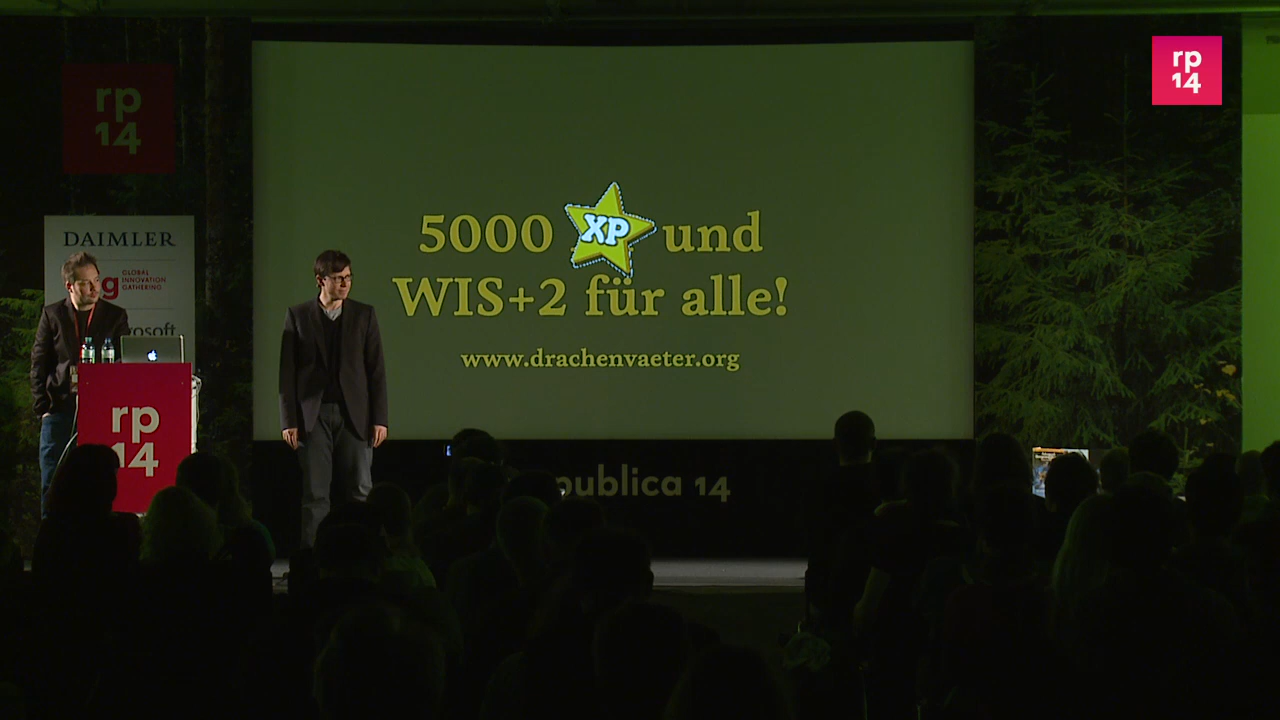 rp
14
rp
14
DAIMLER
g GLOBAL
INNOVATION
GATHERING
rosoft
5000 XP und
WIS+2 für alle!
www.drachenvaeter.org
rp
14
publica 14